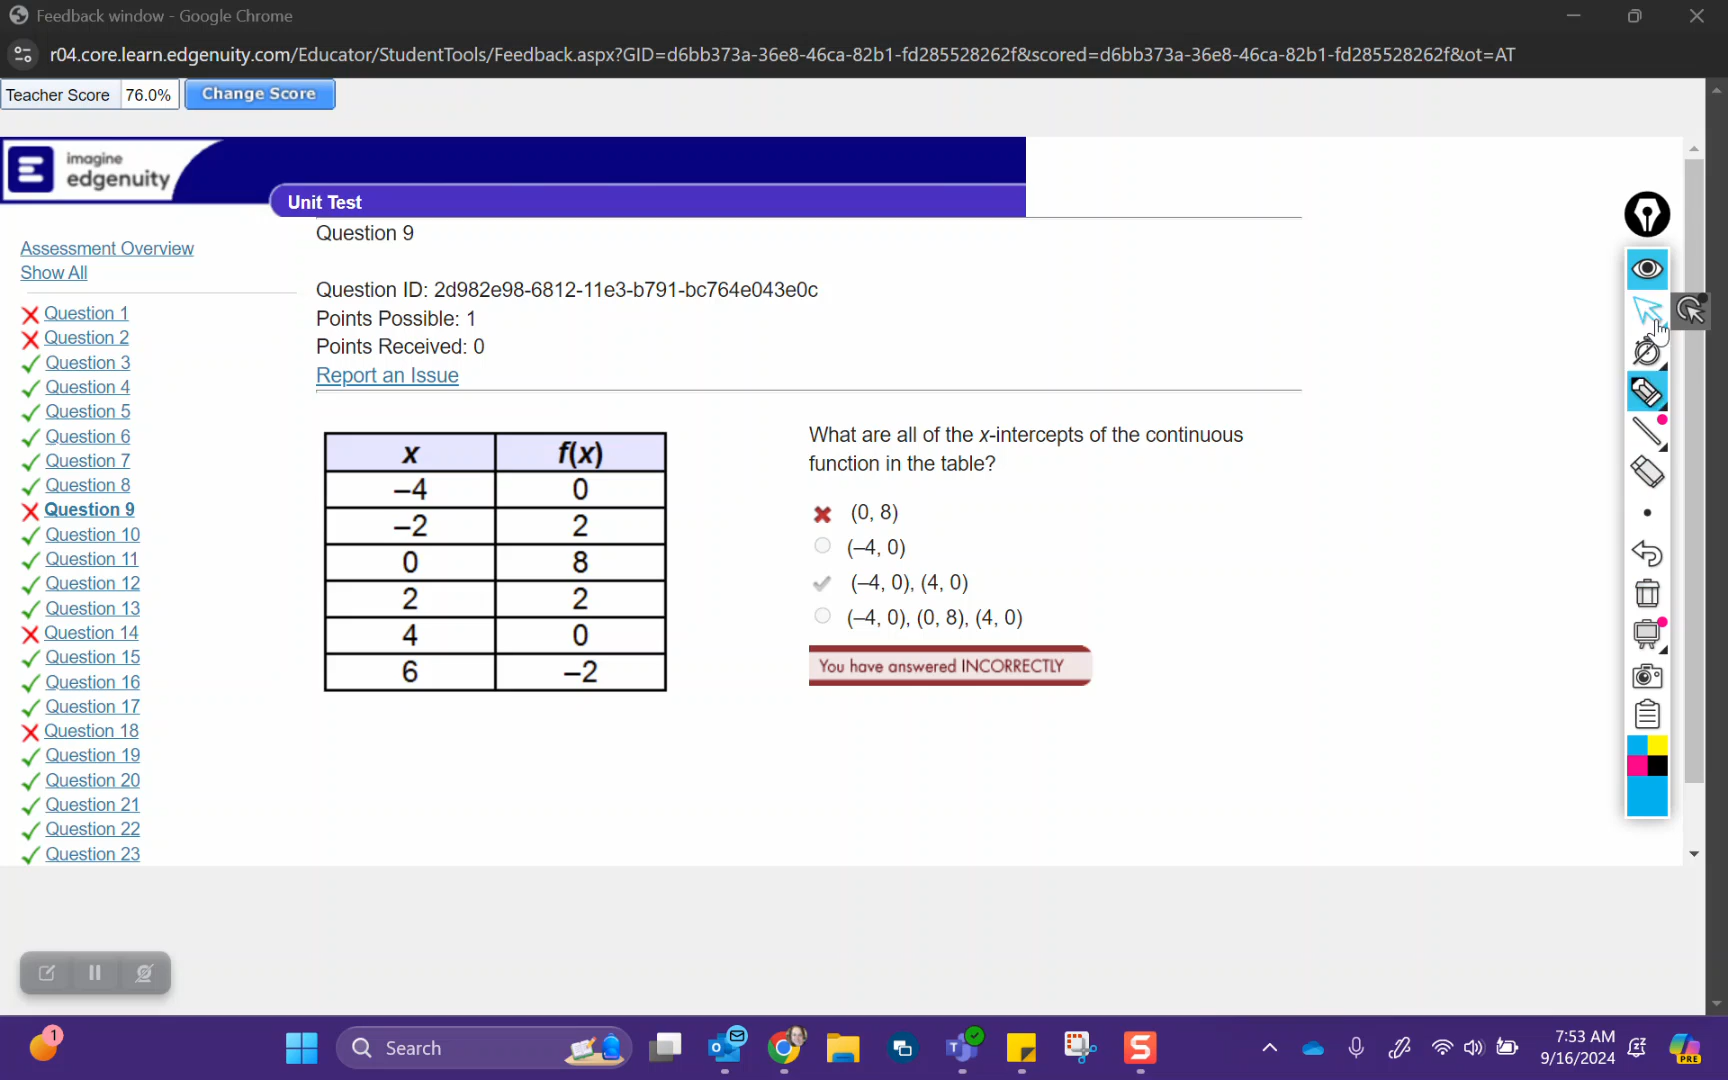 Feedback window - Google Chrome
r04.core.learn.edgenuity.com/Educator/StudentTools/Feedback.aspx?GID=d6bb373a-36e8-46ca-82b1-fd285528262f&scored=d6bb373a-36e8-46ca-82b1-fd285528262f&ot=AT
Teacher Score 76.0% Change Score
imagine
edgenuity
Unit Test
Assessment Overview
Show All
Question 1
Question 2
Question 3
Question 4
Question 5
Question 6
Question 7
Question 8
Question 9
Question 10
Question 11
Question 12
Question 13
Question 14
Question 15
Question 16
Question 17
Question 18
Question 19
Question 20
Question 21
Question 22
Question 23
Question 9
Question ID: 2d982e98-6812-11e3-b791-bc764e043e0c
Points Possible: 1
Points Received: 0
Report an Issue
x f(x)
–4 0
–2 2
0 8
2 2
4 0
6 –2
What are all of the x-intercepts of the continuous
function in the table?
(0, 8)
(–4, 0)
(–4, 0), (4, 0)
(–4, 0), (0, 8), (4, 0)
You have answered INCORRECTLY
1
Search
7:53 AM
9/16/2024
PRE